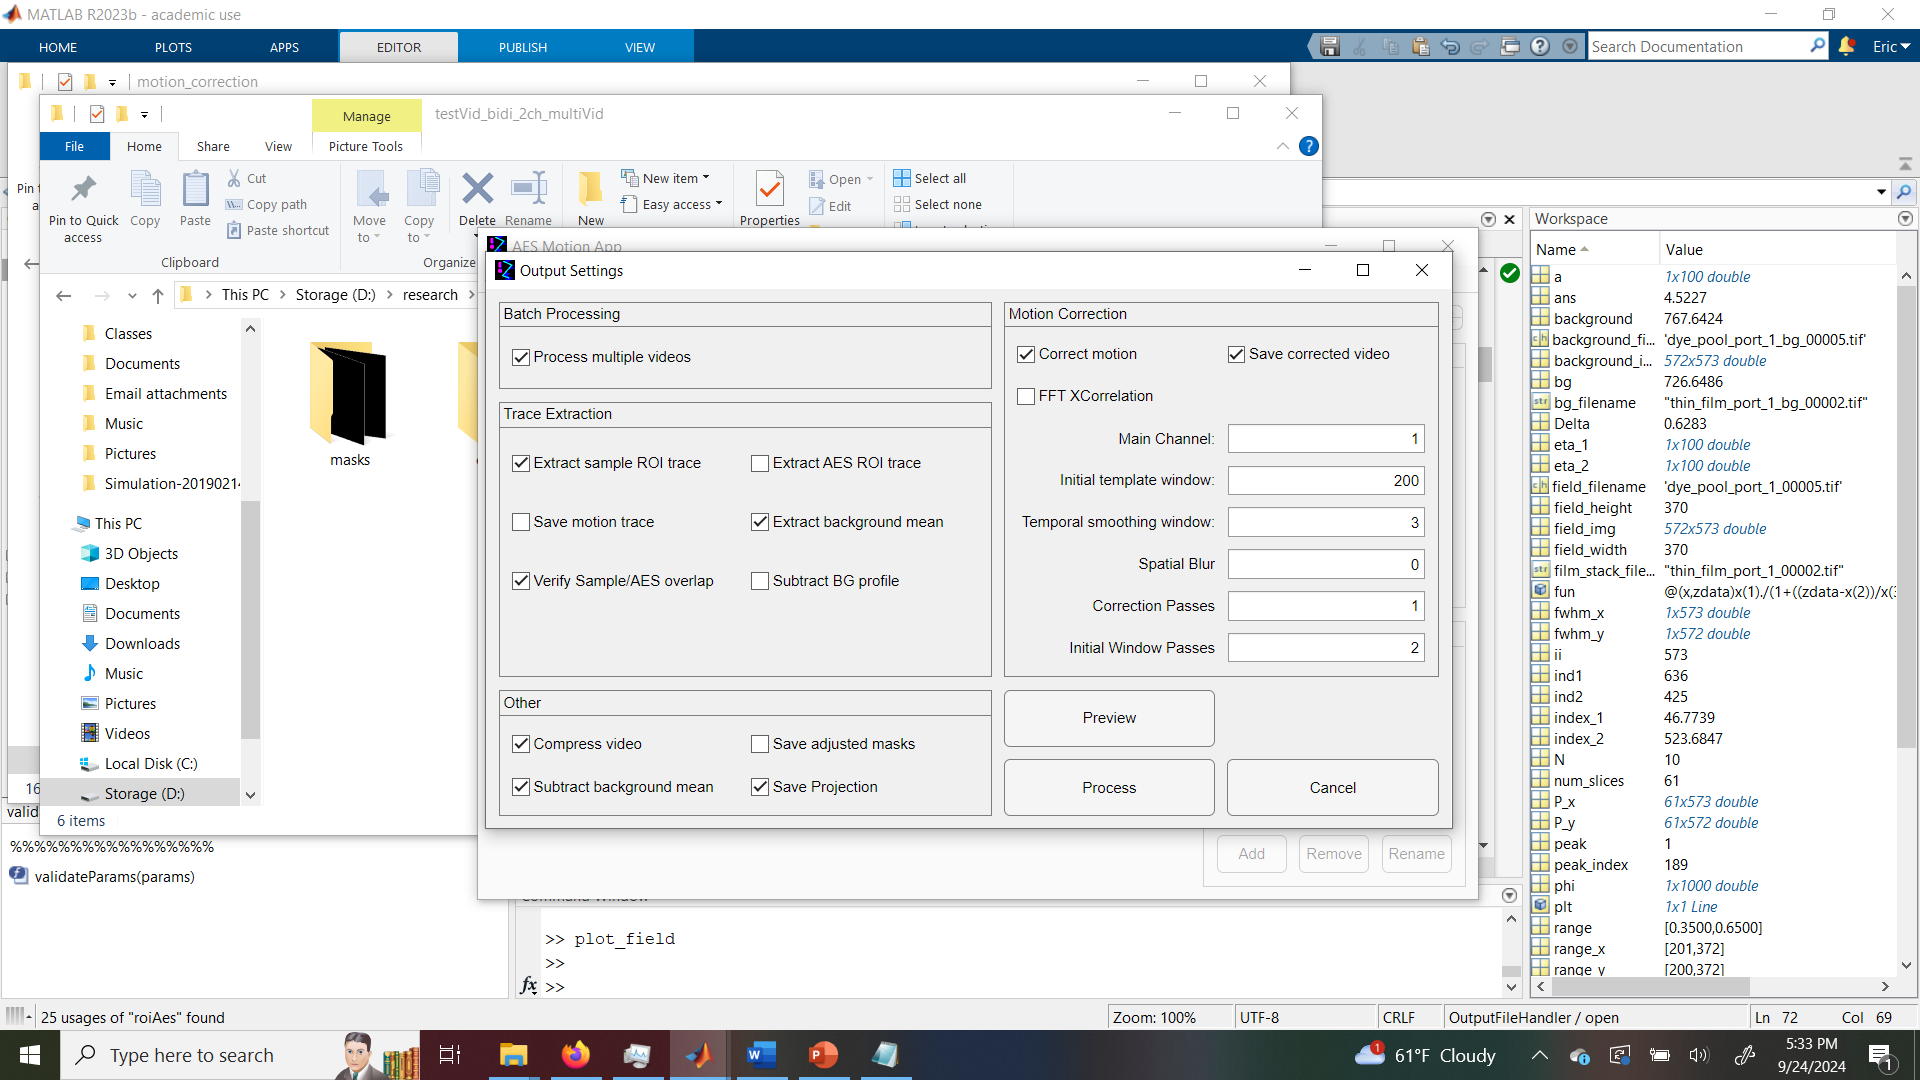 MATLAB R2023b - academic use
HOME PLOTS APPS EDITOR PUBLISH VIEW
Search Documentation
Eric
motion_correction
Manage
testVid_bidi_2ch_multiVid
File Home Share View Picture Tools
Pin to Quick access
Copy
Paste
Cut
Copy path
Paste shortcut
Clipboard
Move to
Copy to
Delete
Rename
Organize
New
New item
Easy access
Properties
Open
Edit
Select all
Select none
This PC > Storage (D:) > research >
Classes
Documents
Email attachments
Music
Pictures
Simulation-2019021
This PC
3D Objects
Desktop
Documents
Downloads
Music
Pictures
Videos
Local Disk (C:)
Storage (D:)
masks
6 items
16
valid
%%%%%%%%%%%%%%%%%
validateParams(params)
AES Motion App
Output Settings
Batch Processing
Process multiple videos
Trace Extraction
Extract sample ROI trace
Extract AES ROI trace
Save motion trace
Extract background mean
Verify Sample/AES overlap
Subtract BG profile
Other
Compress video
Save adjusted masks
Subtract background mean
Save Projection
Motion Correction
Correct motion
Save corrected video
FFT XCorrelation
Main Channel: 1
Initial template window: 200
Temporal smoothing window: 3
Spatial Blur 0
Correction Passes 1
Initial Window Passes 2
Preview
Process
Cancel
Add
Remove
Rename
Command Window
>> plot_field
>>
fx >>
Workspace
Name Value
a 1x100 double
ans 4.5227
background 767.6424
background_fi... 'dye_pool_port_1_bg_00005.tif'
background_i... 572x573 double
bg 726.6486
bg_filename "thin_film_port_1_bg_00002.tif"
Delta 0.6283
eta_1 1x100 double
eta_2 1x100 double
field_filename 'dye_pool_port_1_00005.tif'
field_height 370
field_img 572x573 double
field_width 370
film_stack_file... "thin_film_port_1_00002.tif"
fun @(x,zdata)x(1)./(1+((zdata-x(2))/x(
fwhm_x 1x573 double
fwhm_y 1x572 double
ii 573
ind1 636
ind2 425
index_1 46.7739
index_2 523.6847
N 10
num_slices 61
P_x 61x573 double
P_y 61x572 double
peak 1
peak_index 189
phi 1x1000 double
plt 1x1 Line
range [0.3500,0.6500]
range_x [201,372]
range_y [200,372]
25 usages of "roiAes" found
Zoom: 100% UTF-8 CRLF OutputFileHandler / open Ln 72 Col 69
Type here to search
61°F Cloudy
5:33 PM
9/24/2024
1
1